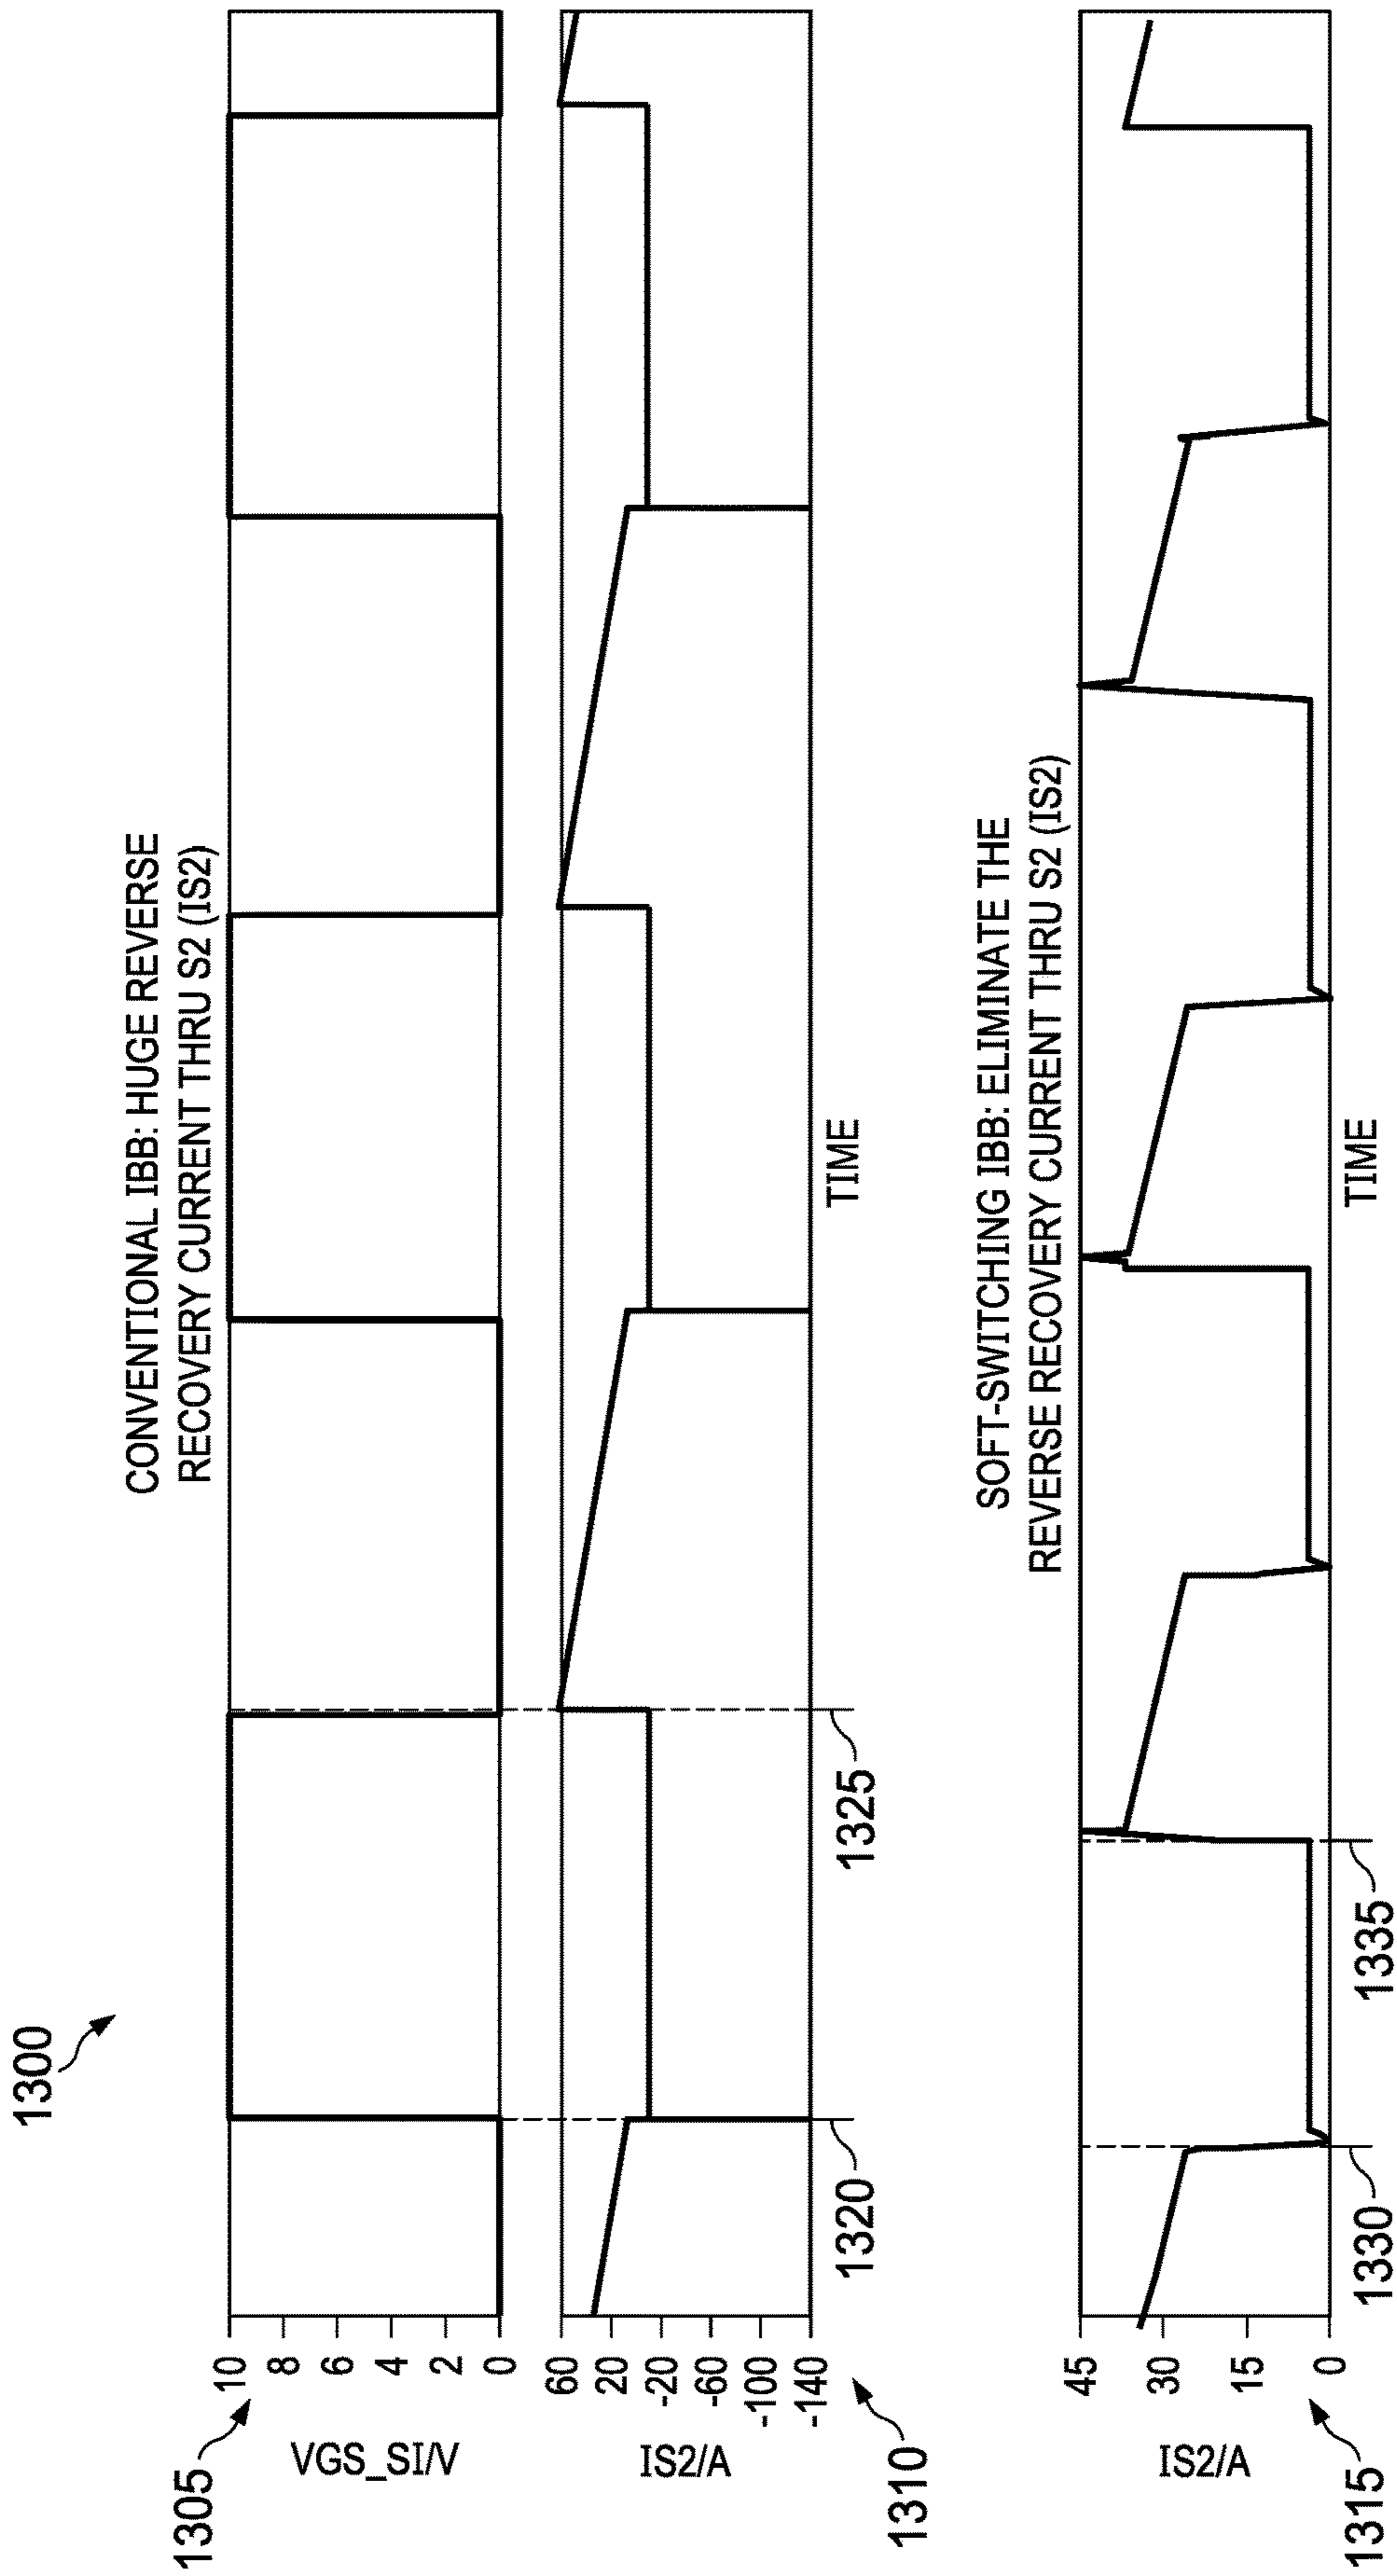 1300
CONVENTIONAL IBB: HUGE REVERSE
RECOVERY CURRENT THRU S2 (IS2)
1305
VGS_SI/V
10
8
6
4
2
0
IS2/A
60
20
-20
-60
-100
-140
1310
1320
1325
TIME
SOFT-SWITCHING IBB: ELIMINATE THE
REVERSE RECOVERY CURRENT THRU S2 (IS2)
IS2/A
45
30
15
0
1315
1330
1335
TIME